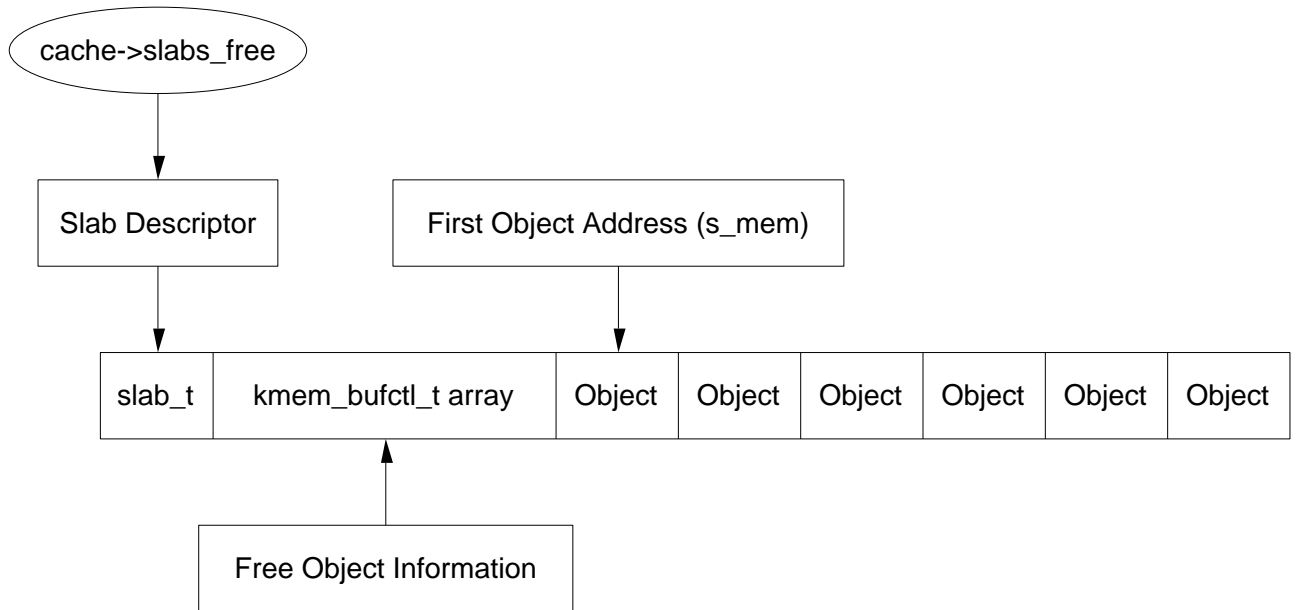 cache->slabs_free
Slab Descriptor
First Object Address (s_mem)
slab_t
kmem_bufctl_t array
Object
Object
Object
Object
Object
Object
Free Object Information